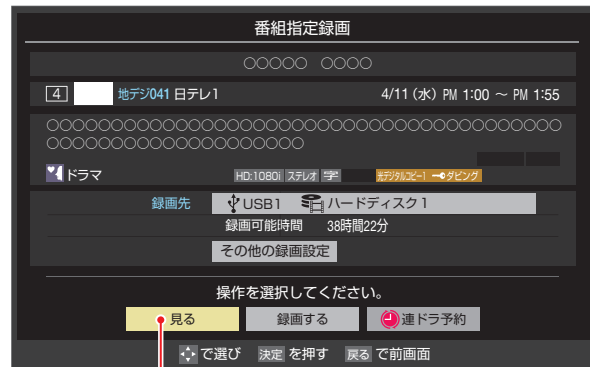 番組指定録画
○○○○○ ○○○○
4 地デジ041 日テレ1 4/11（水）PM 1:00 ～ PM 1:55
○○○○○○○○○○○○○○○○○○○○○○○○○○○○○○
○○○○○○○○○○○○○○○
ドラマ HD:1080i ステレオ 字 光デジタルコピー1 ダビング
録画先 USB1 ハードディスク1
録画可能時間 38時間22分
その他の録画設定
操作を選択してください。
見る 録画する 連ドラ予約
で選び 決定 を押す 戻る で前画面